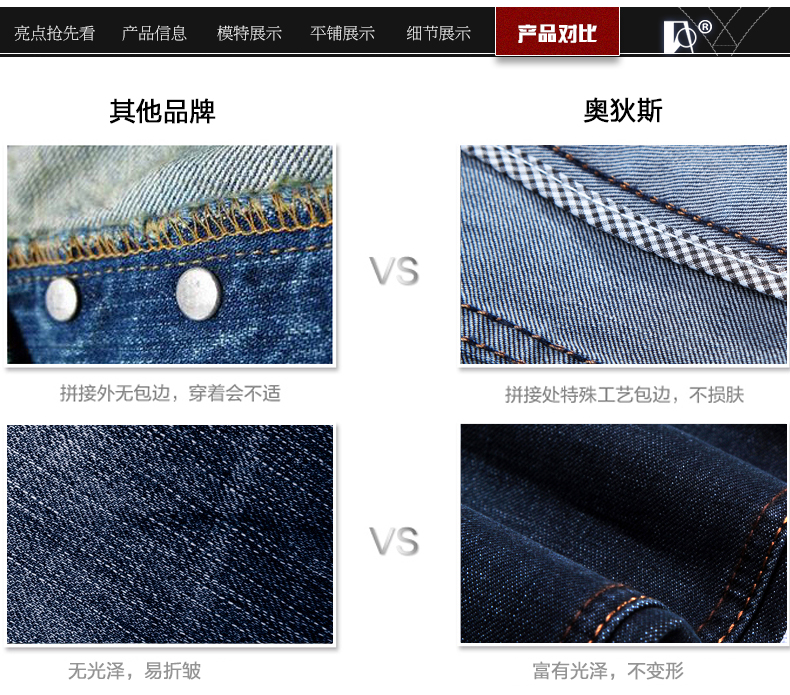 亮点抢先看 产品信息 模特展示 平铺展示 细节展示 产品对比 ®
其他品牌 奥狄斯
VS
拼接外无包边，穿着会不适 拼接处特殊工艺包边，不损肤
VS
无光泽，易折皱 富有光泽，不变形